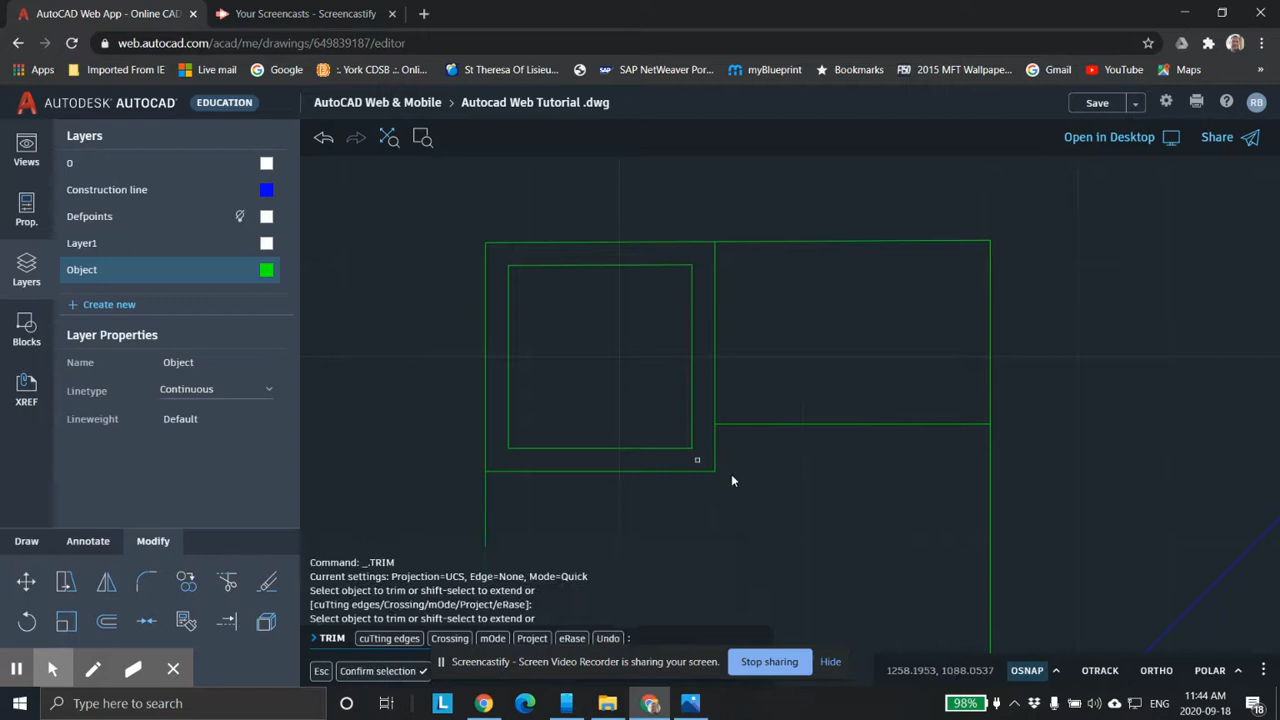 AutoCAD Web App - Online CAD
Your Screencasts - Screencastify
web.autocad.com/acad/me/drawings/649839187/editor
Apps
Imported From IE
Live mail
Google
: York CDSB .:. Onli...
St Theresa Of Lisieu...
SAP NetWeaver Por...
myBlueprint
Bookmarks
2015 MFT Wallpape...
Gmail
YouTube
Maps
AUTODESK AUTOCAD EDUCATION
AutoCAD Web & Mobile > Autocad Web Tutorial .dwg
Save
RB
Views
Prop.
Layers
Blocks
XREF
Layers
0
Construction line
Defpoints
Layer1
Object
+ Create new
Layer Properties
Name Object
Linetype Continuous
Lineweight Default
Open in Desktop
Share
Draw Annotate Modify
Command: _.TRIM
Current settings: Projection=UCS, Edge=None, Mode=Quick
Select object to trim or shift-select to extend or
[cuTting edges/Crossing/mOde/Project/eRase]:
Select object to trim or shift-select to extend or
TRIM cuTting edges Crossing mOde Project eRase Undo :
Esc Confirm selection
Screencastify - Screen Video Recorder is sharing your screen.
Stop sharing
Hide
1258.1953, 1088.0537 OSNAP OTRACK ORTHO POLAR
Type here to search
98%
ENG
11:44 AM
2020-09-18
18